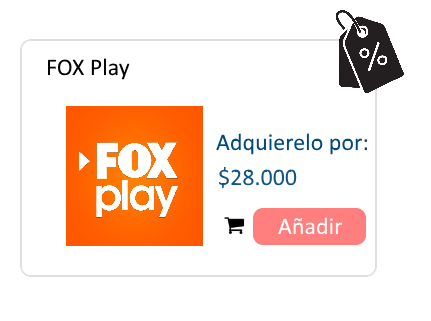 %
FOX Play
FOX
play
Adquierelo por:
$28.000
Añadir